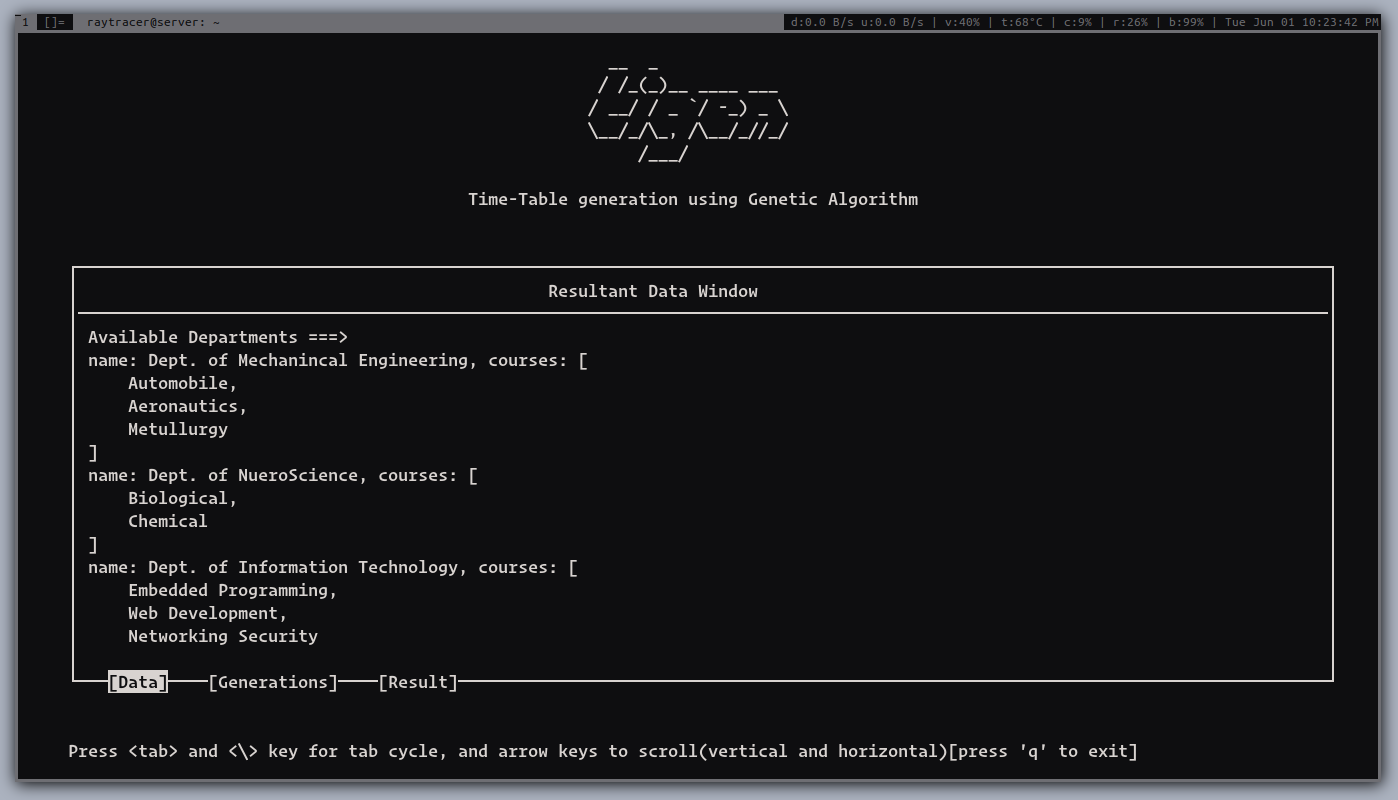 1 []= raytracer@server: ~ d:0.0 B/s u:0.0 B/s | v:40% | t:68°C | c:9% | r:26% | b:99% | Tue Jun 01 10:23:42 PM
Time-Table generation using Genetic Algorithm
Resultant Data Window
Available Departments ===>
name: Dept. of Mechanincal Engineering, courses: [
Automobile,
Aeronautics,
Metullurgy
]
name: Dept. of NueroScience, courses: [
Biological,
Chemical
]
name: Dept. of Information Technology, courses: [
Embedded Programming,
Web Development,
Networking Security
[Data] [Generations] [Result]
Press <tab> and <\> key for tab cycle, and arrow keys to scroll(vertical and horizontal)[press 'q' to exit]